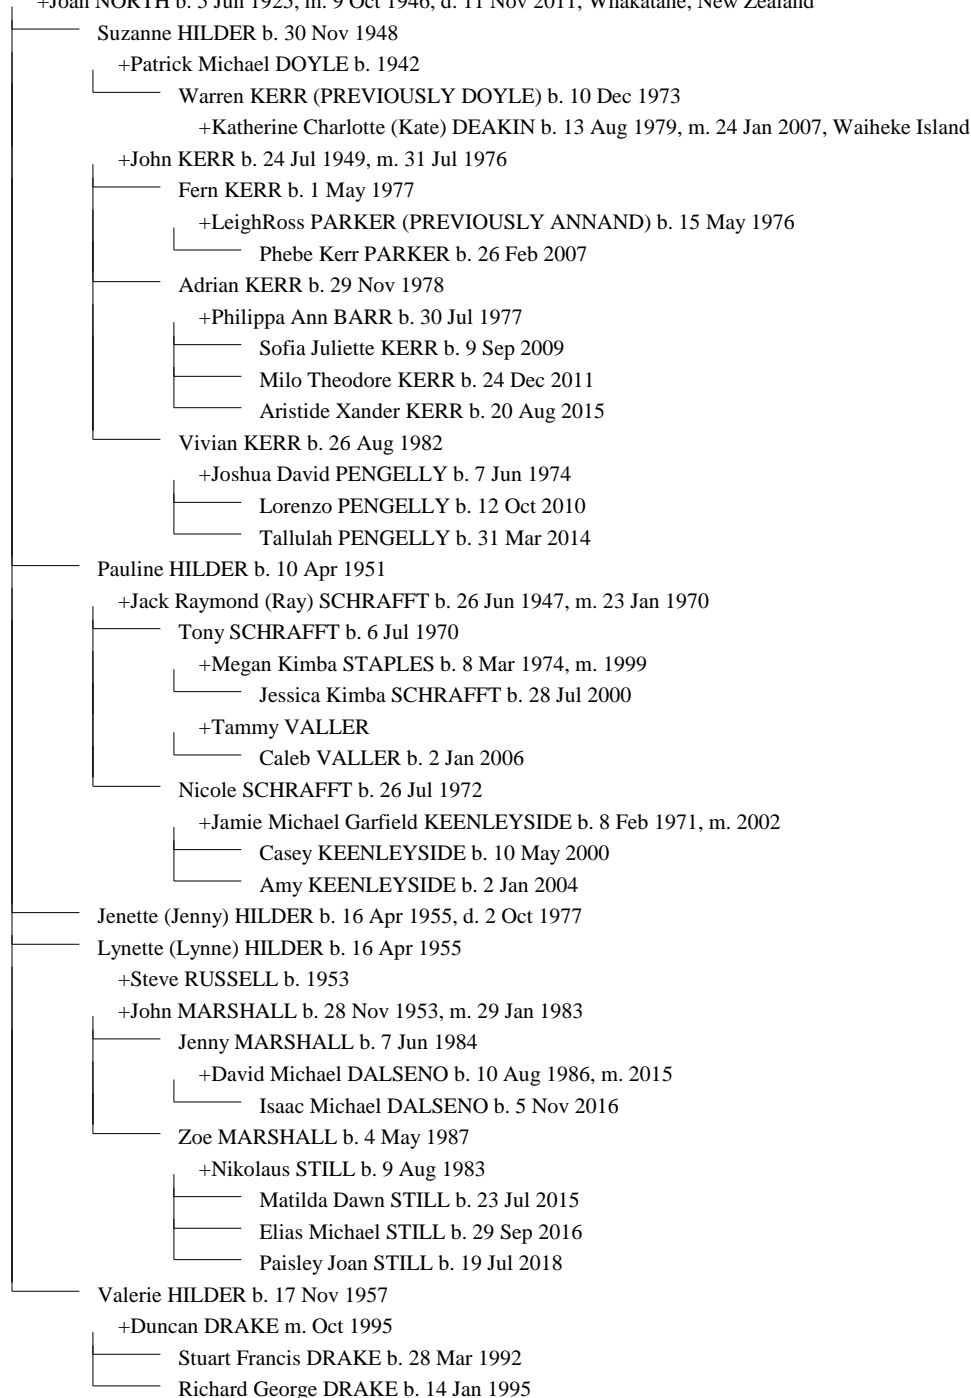 +Joan NORTH b. 5 Jun 1925, m. 9 Oct 1946, d. 11 Nov 2011, Whakatane, New Zealand
Suzanne HILDER b. 30 Nov 1948
+Patrick Michael DOYLE b. 1942
Warren KERR (PREVIOUSLY DOYLE) b. 10 Dec 1973
+Katherine Charlotte (Kate) DEAKIN b. 13 Aug 1979, m. 24 Jan 2007, Waiheke Island
+John KERR b. 24 Jul 1949, m. 31 Jul 1976
Fern KERR b. 1 May 1977
+LeighRoss PARKER (PREVIOUSLY ANNAND) b. 15 May 1976
Phebe Kerr PARKER b. 26 Feb 2007
Adrian KERR b. 29 Nov 1978
+Philippa Ann BARR b. 30 Jul 1977
Sofia Juliette KERR b. 9 Sep 2009
Milo Theodore KERR b. 24 Dec 2011
Aristide Xander KERR b. 20 Aug 2015
Vivian KERR b. 26 Aug 1982
+Joshua David PENGELLY b. 7 Jun 1974
Lorenzo PENGELLY b. 12 Oct 2010
Tallulah PENGELLY b. 31 Mar 2014
Pauline HILDER b. 10 Apr 1951
+Jack Raymond (Ray) SCHRAFFT b. 26 Jun 1947, m. 23 Jan 1970
Tony SCHRAFFT b. 6 Jul 1970
+Megan Kimba STAPLES b. 8 Mar 1974, m. 1999
Jessica Kimba SCHRAFFT b. 28 Jul 2000
+Tammy VALLER
Caleb VALLER b. 2 Jan 2006
Nicole SCHRAFFT b. 26 Jul 1972
+Jamie Michael Garfield KEENLEYSIDE b. 8 Feb 1971, m. 2002
Casey KEENLEYSIDE b. 10 May 2000
Amy KEENLEYSIDE b. 2 Jan 2004
Jenette (Jenny) HILDER b. 16 Apr 1955, d. 2 Oct 1977
Lynette (Lynne) HILDER b. 16 Apr 1955
+Steve RUSSELL b. 1953
+John MARSHALL b. 28 Nov 1953, m. 29 Jan 1983
Jenny MARSHALL b. 7 Jun 1984
+David Michael DALSENO b. 10 Aug 1986, m. 2015
Isaac Michael DALSENO b. 5 Nov 2016
Zoe MARSHALL b. 4 May 1987
+Nikolaus STILL b. 9 Aug 1983
Matilda Dawn STILL b. 23 Jul 2015
Elias Michael STILL b. 29 Sep 2016
Paisley Joan STILL b. 19 Jul 2018
Valerie HILDER b. 17 Nov 1957
+Duncan DRAKE m. Oct 1995
Stuart Francis DRAKE b. 28 Mar 1992
Richard George DRAKE b. 14 Jan 1995